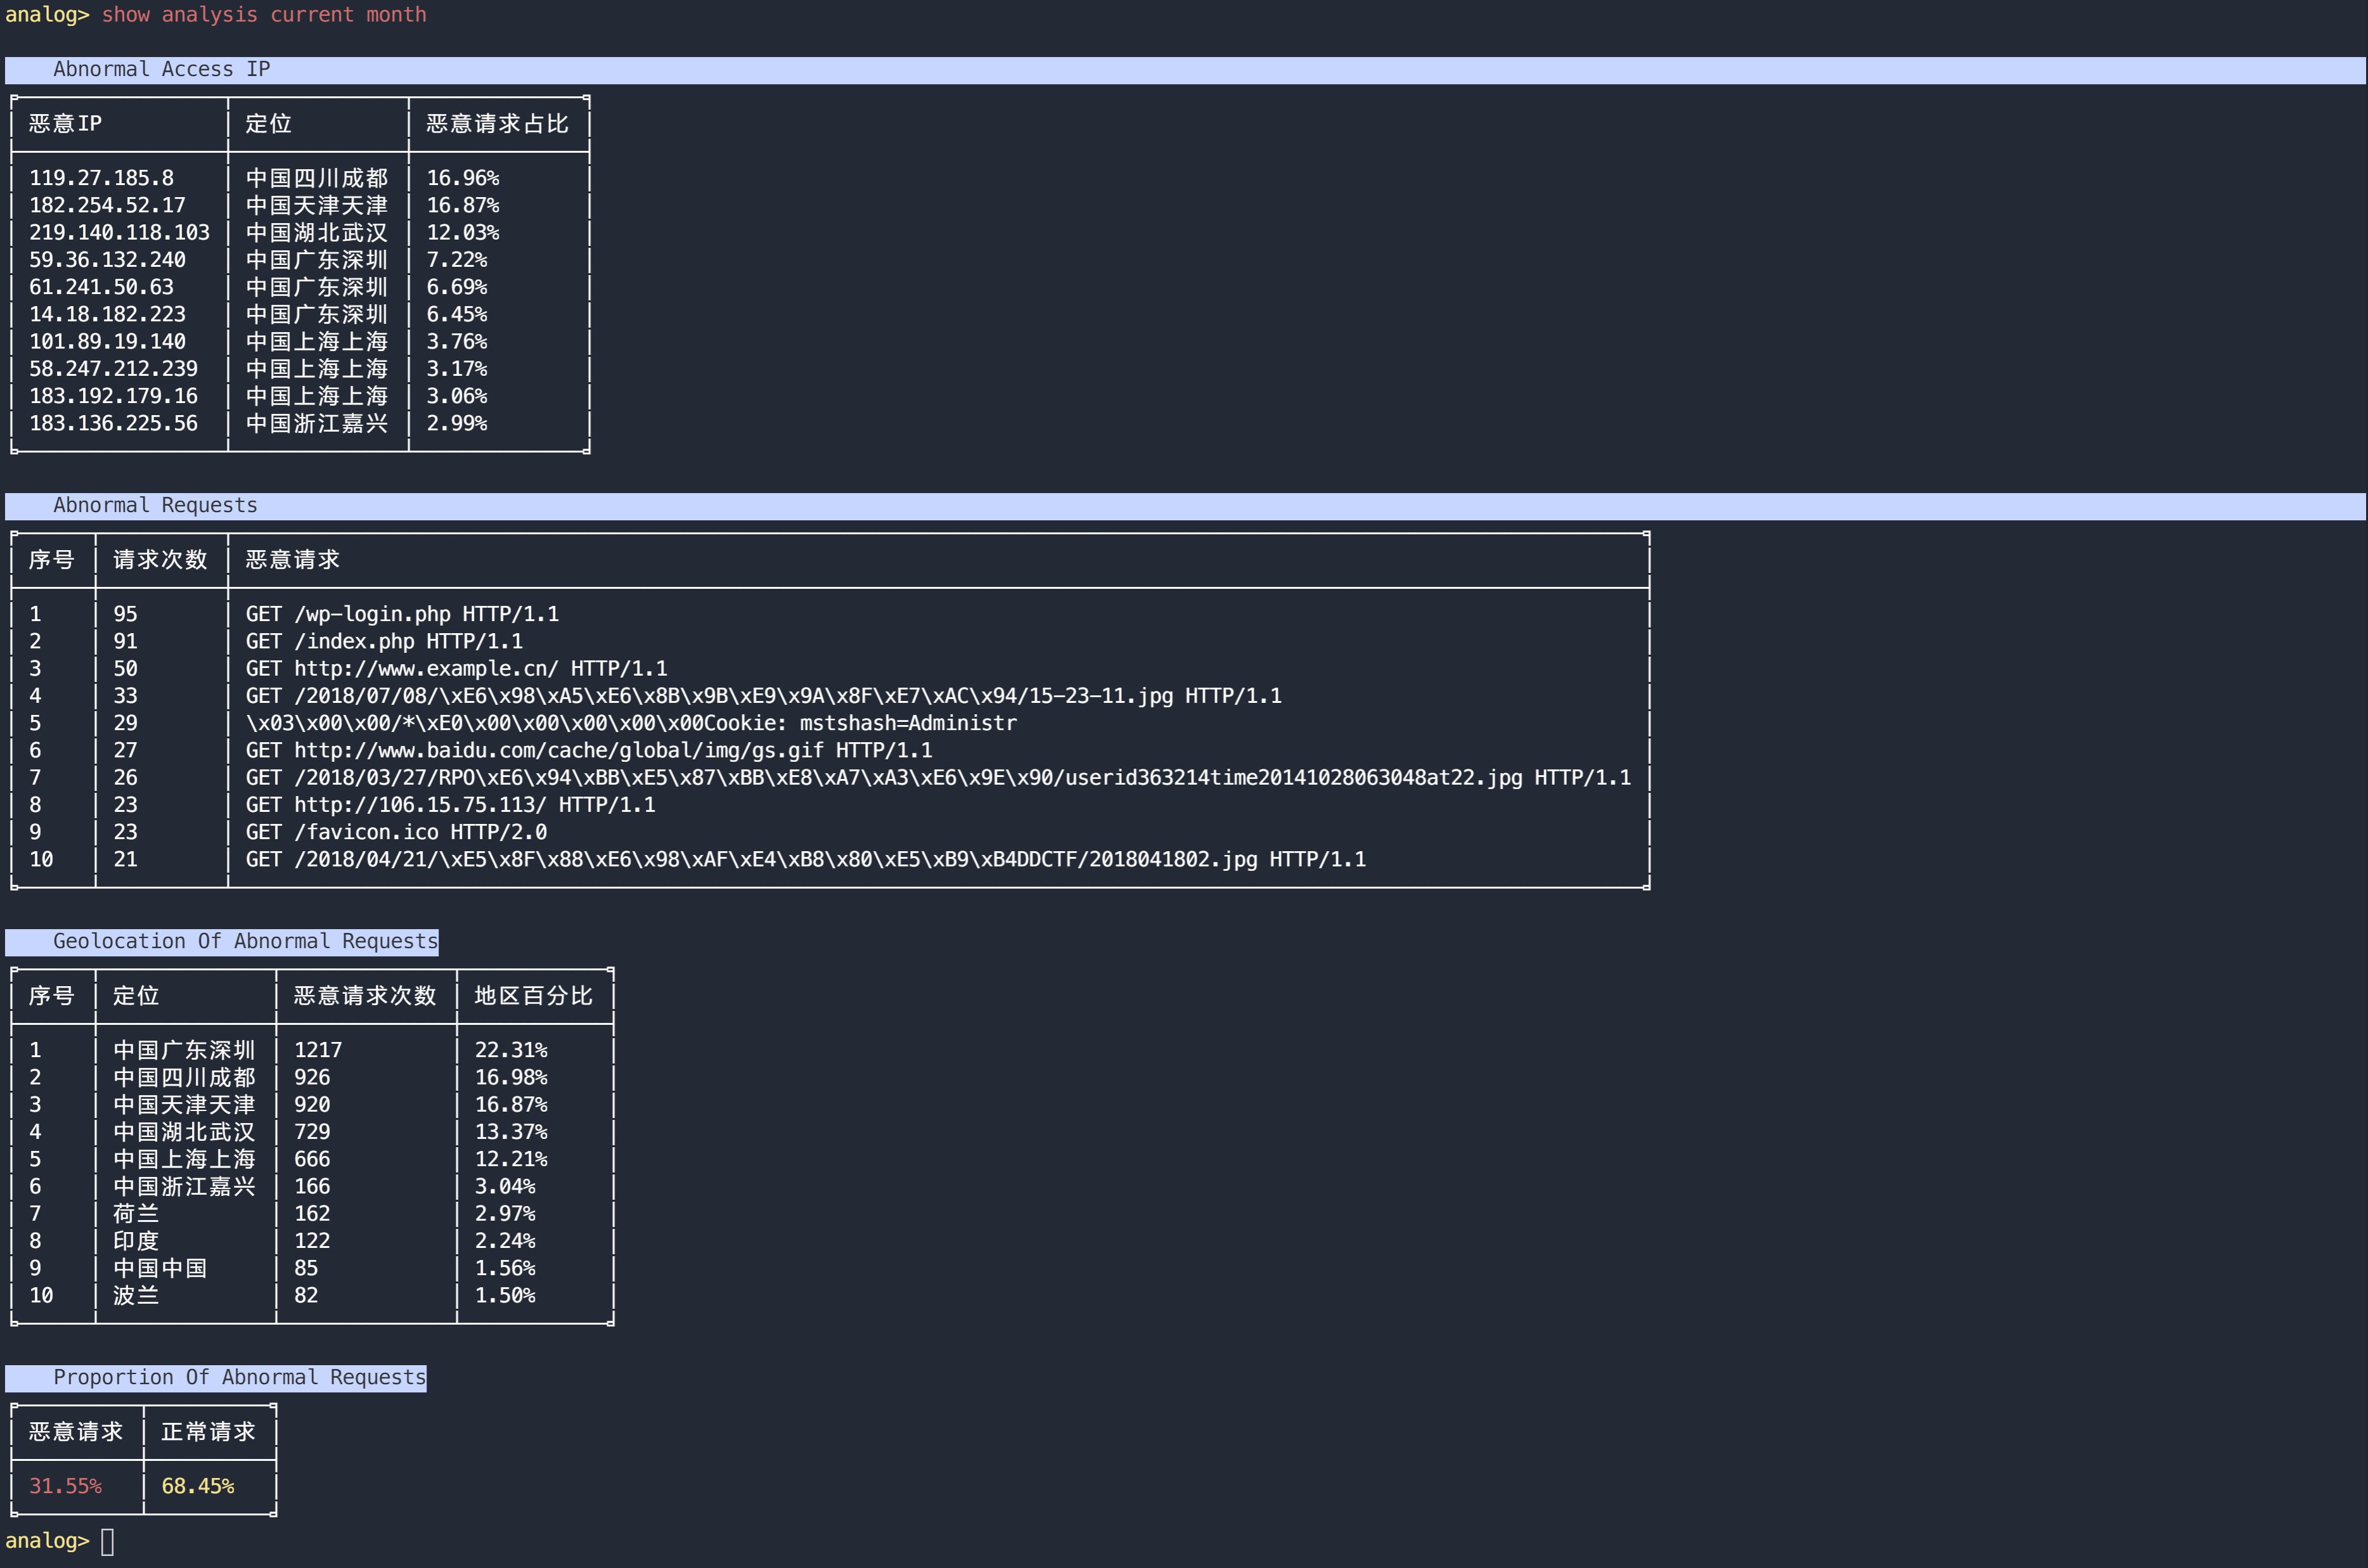 analog> show analysis current month
Abnormal Access IP
恶意IP 定位 恶意请求占比
119.27.185.8 中国四川成都 16.96%
182.254.52.17 中国天津天津 16.87%
219.140.118.103 中国湖北武汉 12.03%
59.36.132.240 中国广东深圳 7.22%
61.241.50.63 中国广东深圳 6.69%
14.18.182.223 中国广东深圳 6.45%
101.89.19.140 中国上海上海 3.76%
58.247.212.239 中国上海上海 3.17%
183.192.179.16 中国上海上海 3.06%
183.136.225.56 中国浙江嘉兴 2.99%
Abnormal Requests
序号 请求次数 恶意请求
1 95 GET /wp-login.php HTTP/1.1
2 91 GET /index.php HTTP/1.1
3 50 GET http://www.example.cn/ HTTP/1.1
4 33 GET /2018/07/08/\xE6\x98\xA5\xE6\x8B\x9B\xE9\x9A\x8F\xE7\xAC\x94/15-23-11.jpg HTTP/1.1
5 29 \x03\x00\x00/*\xE0\x00\x00\x00\x00\x00Cookie: mstshash=Administr
6 27 GET http://www.baidu.com/cache/global/img/gs.gif HTTP/1.1
7 26 GET /2018/03/27/RPO\xE6\x94\xBB\xE5\x87\xBB\xE8\xA7\xA3\xE6\x9E\x90/userid363214time20141028063048at22.jpg HTTP/1.1
8 23 GET http://106.15.75.113/ HTTP/1.1
9 23 GET /favicon.ico HTTP/2.0
10 21 GET /2018/04/21/\xE5\x8F\x88\xE6\x98\xAF\xE4\xB8\x80\xE5\xB9\xB4DDCTF/2018041802.jpg HTTP/1.1
Geolocation Of Abnormal Requests
序号 定位 恶意请求次数 地区百分比
1 中国广东深圳 1217 22.31%
2 中国四川成都 926 16.98%
3 中国天津天津 920 16.87%
4 中国湖北武汉 729 13.37%
5 中国上海上海 666 12.21%
6 中国浙江嘉兴 166 3.04%
7 荷兰 162 2.97%
8 印度 122 2.24%
9 中国中国 85 1.56%
10 波兰 82 1.50%
Proportion Of Abnormal Requests
恶意请求 正常请求
31.55% 68.45%
analog>